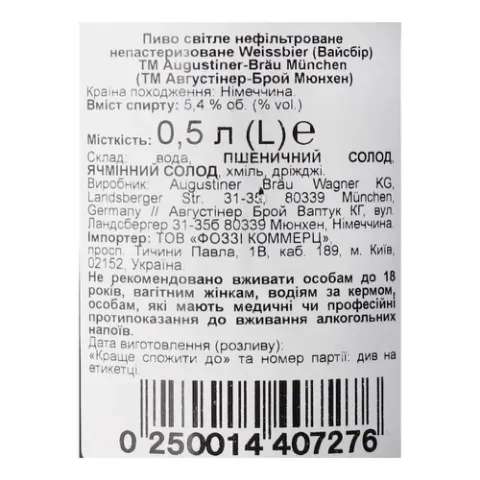 Пиво світле нефільтроване
непастеризоване Weissbier (Вайсбір)
ТМ Augustiner-Bräu München
(ТМ Августінер-Брой Мюнхен)
Країна походження: Німеччина.
Вміст спирту: 5,4 % об. (% vol.)
Місткість: 0,5 л (L) ℮
Склад: вода, ПШЕНИЧНИЙ СОЛОД,
ЯЧМІННИЙ СОЛОД, хміль, дріжджі.
Виробник: Augustiner Bräu Wagner KG,
Landsberger Str. 31-35, 80339 München,
Germany // Августінер Брой Ваптук КГ, вул.
Ландсбергер 31-35б 80339 Мюнхен, Німеччина.
Імпортер: ТОВ «ФОЗЗІ КОММЕРЦ»,
просп. Тичини Павла, 1В, каб. 189, м. Київ,
02152, Україна.
Не рекомендовано вживати особам до 18
років, вагітним жінкам, водіям за кермом,
особам, які мають медичні чи професійні
протипоказання до вживання алкогольних
напоїв.
Дата виготовлення (розливу):
«Краще спожити до» та номер партії: див на
етикетці.
0 250014 407276